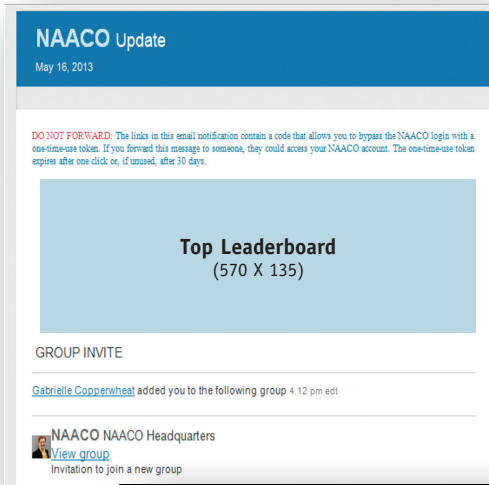 NAACO Update
May 16, 2013
DO NOT FORWARD: The links in this email notification contain a code that allows you to bypass the NAACO login with a
one-time-use token. If you forward this message to someone, they could access your NAACO account. The one-time-use token
expires after one click or, if unused, after 30 days.
Top Leaderboard
(570 X 135)
GROUP INVITE
Gabrielle Copperwheat added you to the following group 4.12 pm edt
NAACO NAACO Headquarters
View group
Invitation to join a new group